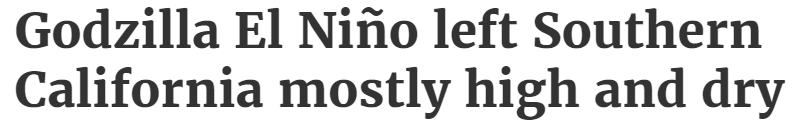 Godzilla El Niño left Southern
California mostly high and dry